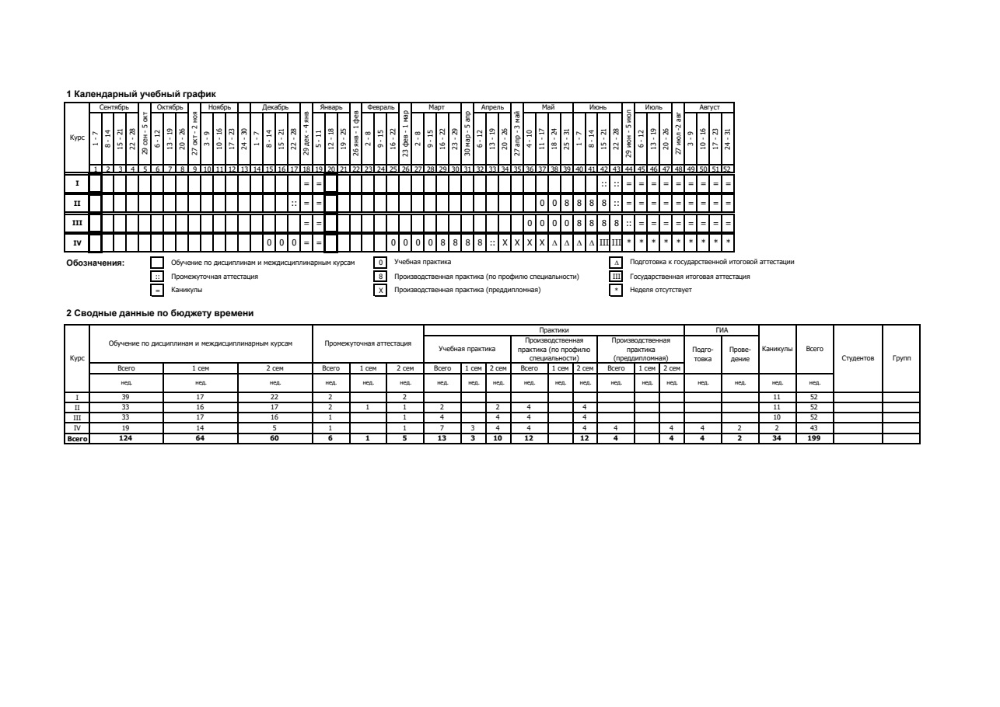 1 Календарный учебный график
Курс Сентябрь 29 сен - 5 окт Октябрь 27 окт - 2 ноя Ноябрь Декабрь 29 дек - 4 янв Январь 26 янв - 1 фев Февраль 23 фев - 1 мар Март 30 мар - 5 апр Апрель 27 апр - 3 май Май Июнь 29 июн - 5 июл Июль 27 июл -2 авг Август
1 - 7 8 - 14 15 - 21 22 - 28 6 - 12 13 - 19 20 - 26 3 - 9 10 - 16 17 - 23 24 - 30 1 - 7 8 - 14 15 - 21 22 - 28 5 - 11 12 - 18 19 - 25 2 - 8 9 - 15 16 - 22 2 - 8 9 - 15 16 - 22 23 - 29 6 - 12 13 - 19 20 - 26 4 - 10 11 - 17 18 - 24 25 - 31 1 - 7 8 - 14 15 - 21 22 - 28 6 - 12 13 - 19 20 - 26 3 - 9 10 - 16 17 - 23 24 - 31
1 2 3 4 5 6 7 8 9 10 11 12 13 14 15 16 17 18 19 20 21 22 23 24 25 26 27 28 29 30 31 32 33 34 35 36 37 38 39 40 41 42 43 44 45 46 47 48 49 50 51 52
I = = :: :: = = = = = = = = =
II :: = = 0 0 8 8 8 8 :: = = = = = = = = =
III = = 0 0 0 0 8 8 8 8 :: = = = = = = = =
IV 0 0 0 = = 0 0 0 0 8 8 8 8 :: X X X X Δ Δ Δ Δ III III * * * * * * * * *
Обозначения: Обучение по дисциплинам и междисциплинарным курсам 0 Учебная практика Δ Подготовка к государственной итоговой аттестации
:: Промежуточная аттестация 8 Производственная практика (по профилю специальности) III Государственная итоговая аттестация
= Каникулы X Производственная практика (преддипломная) * Неделя отсутствует
2 Сводные данные по бюджету времени
Курс Обучение по дисциплинам и междисциплинарным курсам Промежуточная аттестация Практики ГИА Каникулы Всего Студентов Групп
Учебная практика Производственная практика (по профилю специальности) Производственная практика (преддипломная) Подго-товка Прове-дение
Всего 1 сем 2 сем Всего 1 сем 2 сем Всего 1 сем 2 сем Всего 1 сем 2 сем Всего 1 сем 2 сем
нед. нед. нед. нед. нед. нед. нед. нед. нед. нед. нед. нед. нед. нед. нед. нед. нед. нед. нед.
I 39 17 22 2 2 11 52
II 33 16 17 2 1 1 2 2 4 4 11 52
III 33 17 16 1 1 4 4 4 4 10 52
IV 19 14 5 1 1 7 3 4 4 4 4 4 4 2 2 43
Всего 124 64 60 6 1 5 13 3 10 12 12 4 4 4 2 34 199